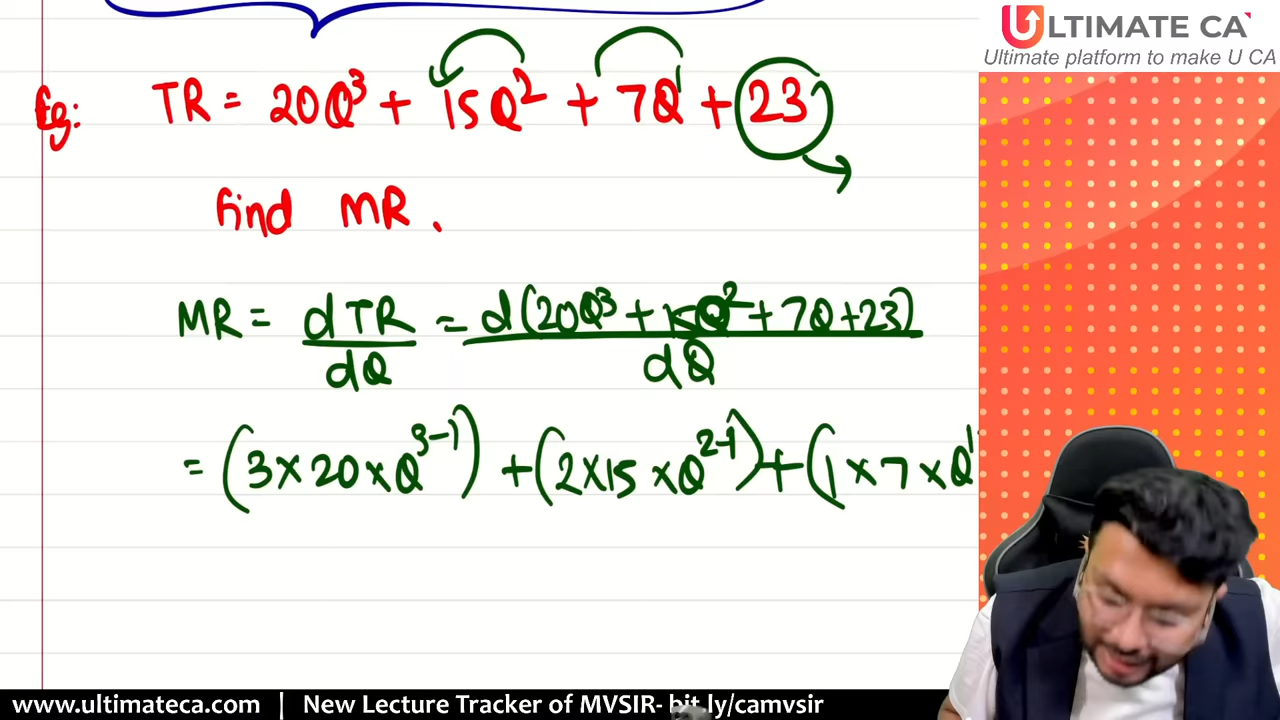 ULTIMATE CA
Ultimate platform to make U CA
Eg: TR = 20Q³ + 15Q² + 7Q¹ + 23
find MR.
MR = dTR/dQ = d(20Q³ + 15Q² + 7Q + 23)/dQ
= (3 × 20 × Q³⁻¹) + (2 × 15 × Q²⁻¹) + (1 × 7 × Q¹
www.ultimateca.com | New Lecture Tracker of MVSIR- bit.ly/camvsir